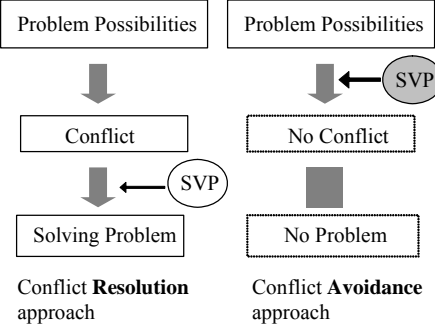 Problem Possibilities
Conflict
SVP
Solving Problem
Conflict Resolution
approach
Problem Possibilities
SVP
No Conflict
No Problem
Conflict Avoidance
approach